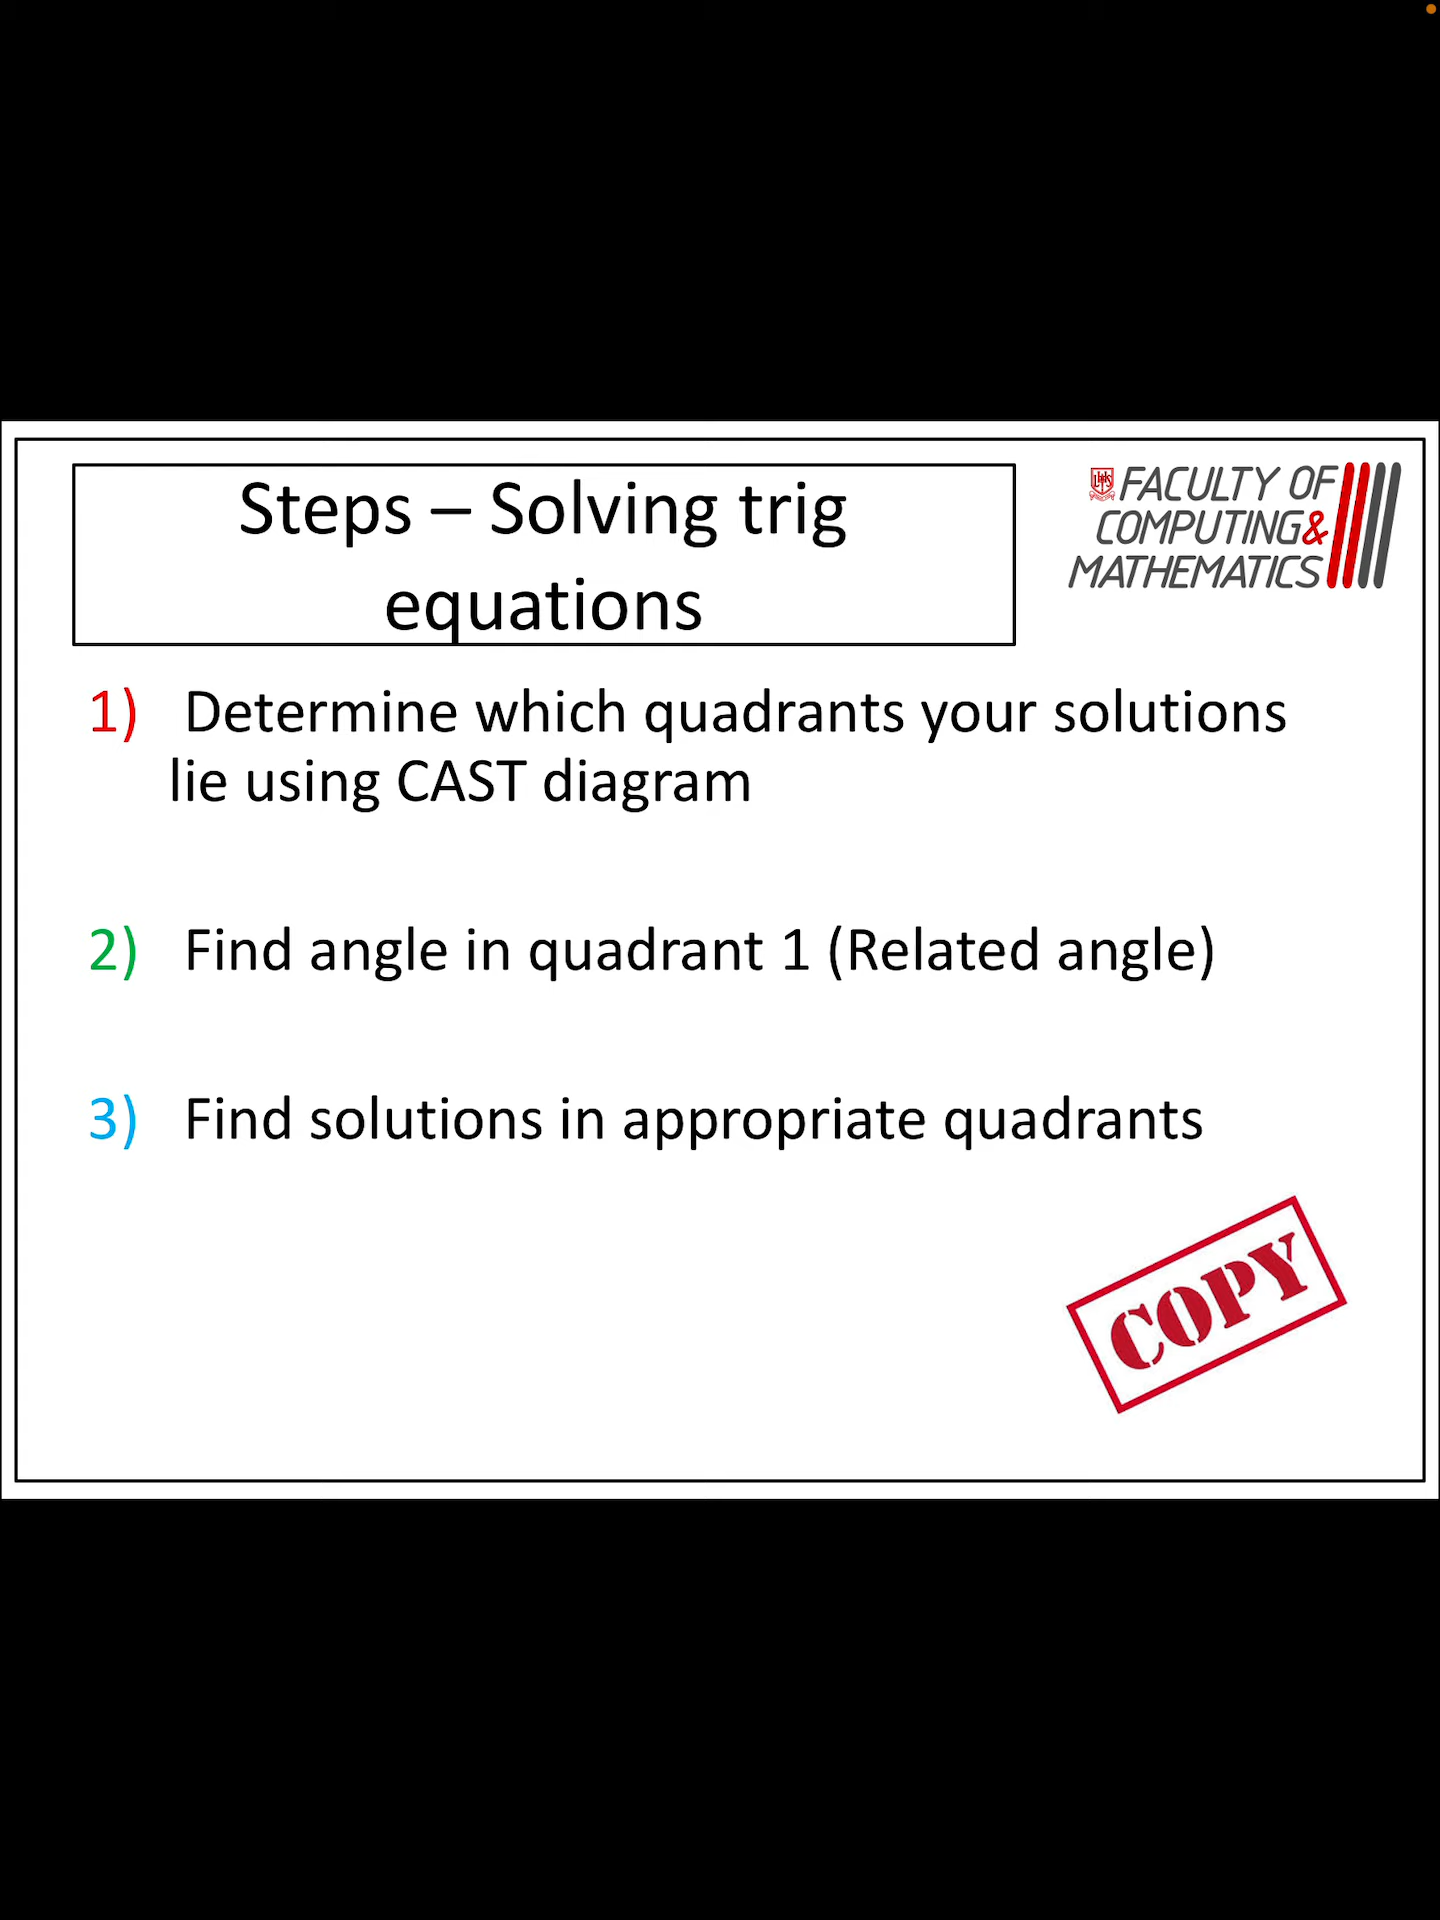 Steps – Solving trig
equations
FACULTY OF
COMPUTING&
MATHEMATICS
1) Determine which quadrants your solutions
lie using CAST diagram
2) Find angle in quadrant 1 (Related angle)
3) Find solutions in appropriate quadrants
COPY